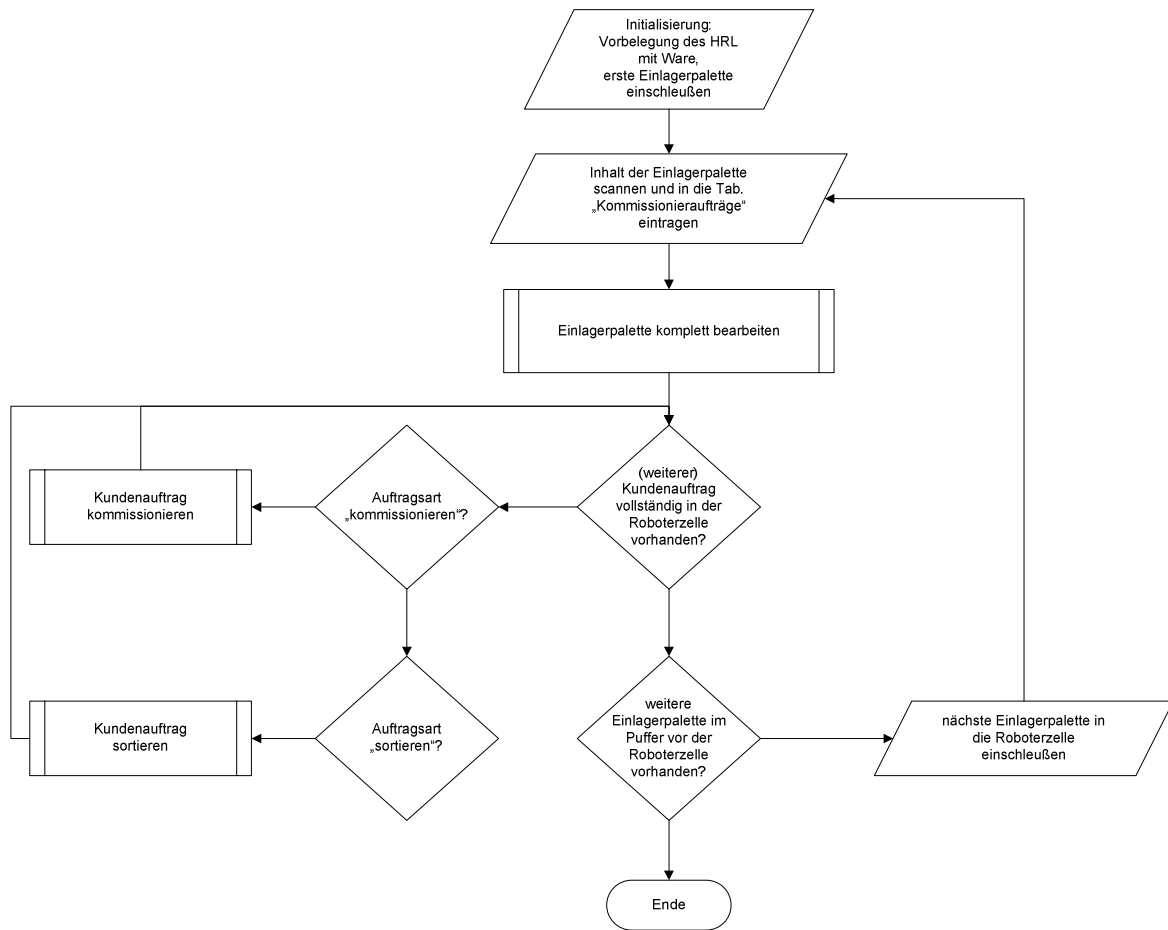 Initialisierung:
Vorbelegung des HRL
mit Ware,
erste Einlagerpalette
einschleußen
Inhalt der Einlagerpalette
scannen und in die Tab.
„Kommissionieraufträge“
eintragen
Einlagerpalette komplett bearbeiten
(weiterer)
Kundenauftrag
vollständig in der
Roboterzelle
vorhanden?
Auftragsart
„kommissionieren“?
Kundenauftrag
kommissionieren
Kundenauftrag
sortieren
Auftragsart
„sortieren“?
weitere
Einlagerpalette im
Puffer vor der
Roboterzelle
vorhanden?
nächste Einlagerpalette in
die Roboterzelle
einschleußen
Ende